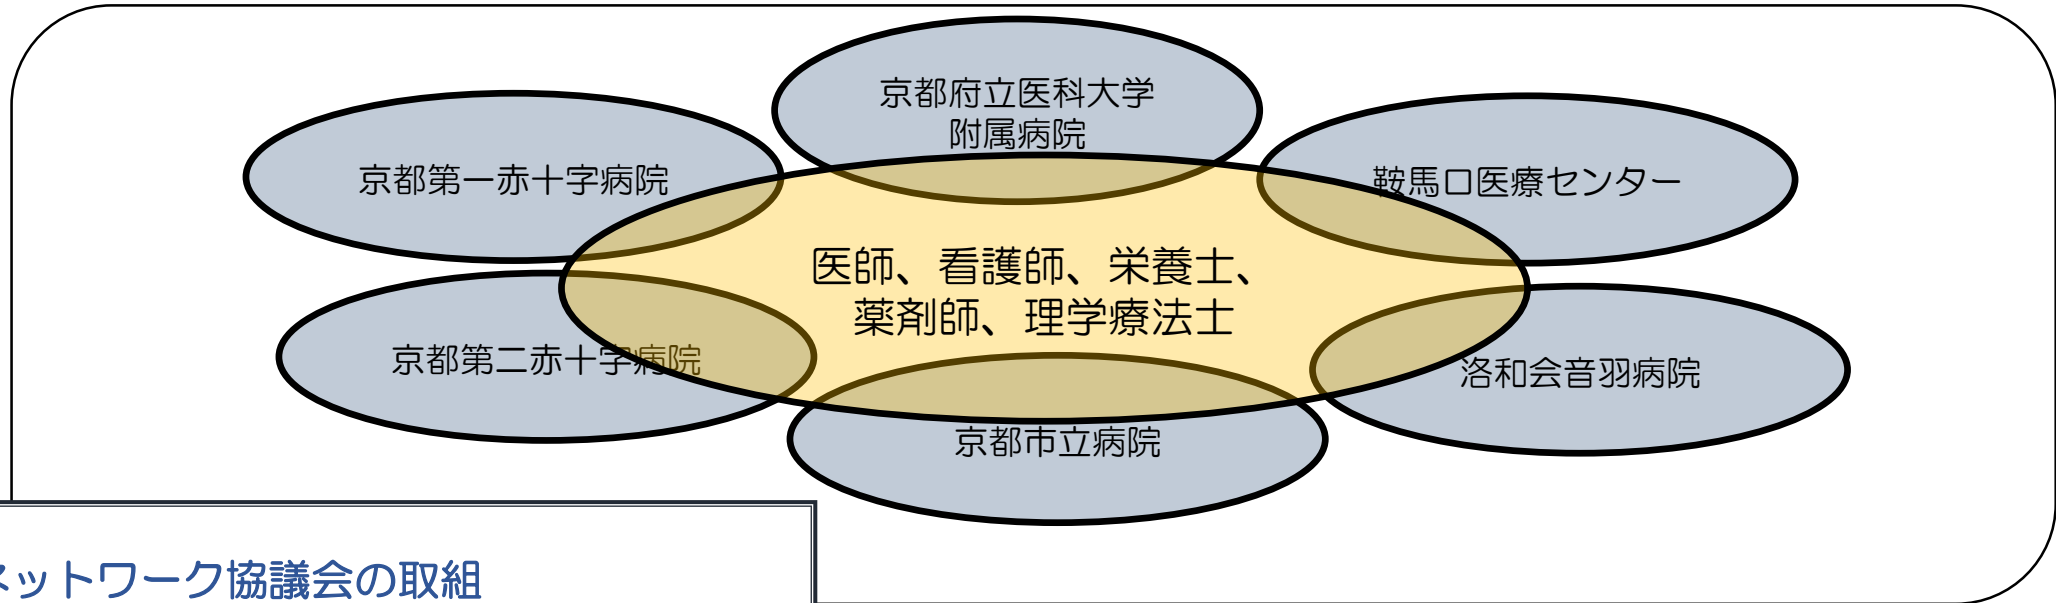 京都府立医科大学
附属病院
京都第一赤十字病院
鞍馬口医療センター
医師、看護師、栄養士、
薬剤師、理学療法士
京都第二赤十字病院
洛和会音羽病院
京都市立病院
ネットワーク協議会の取組